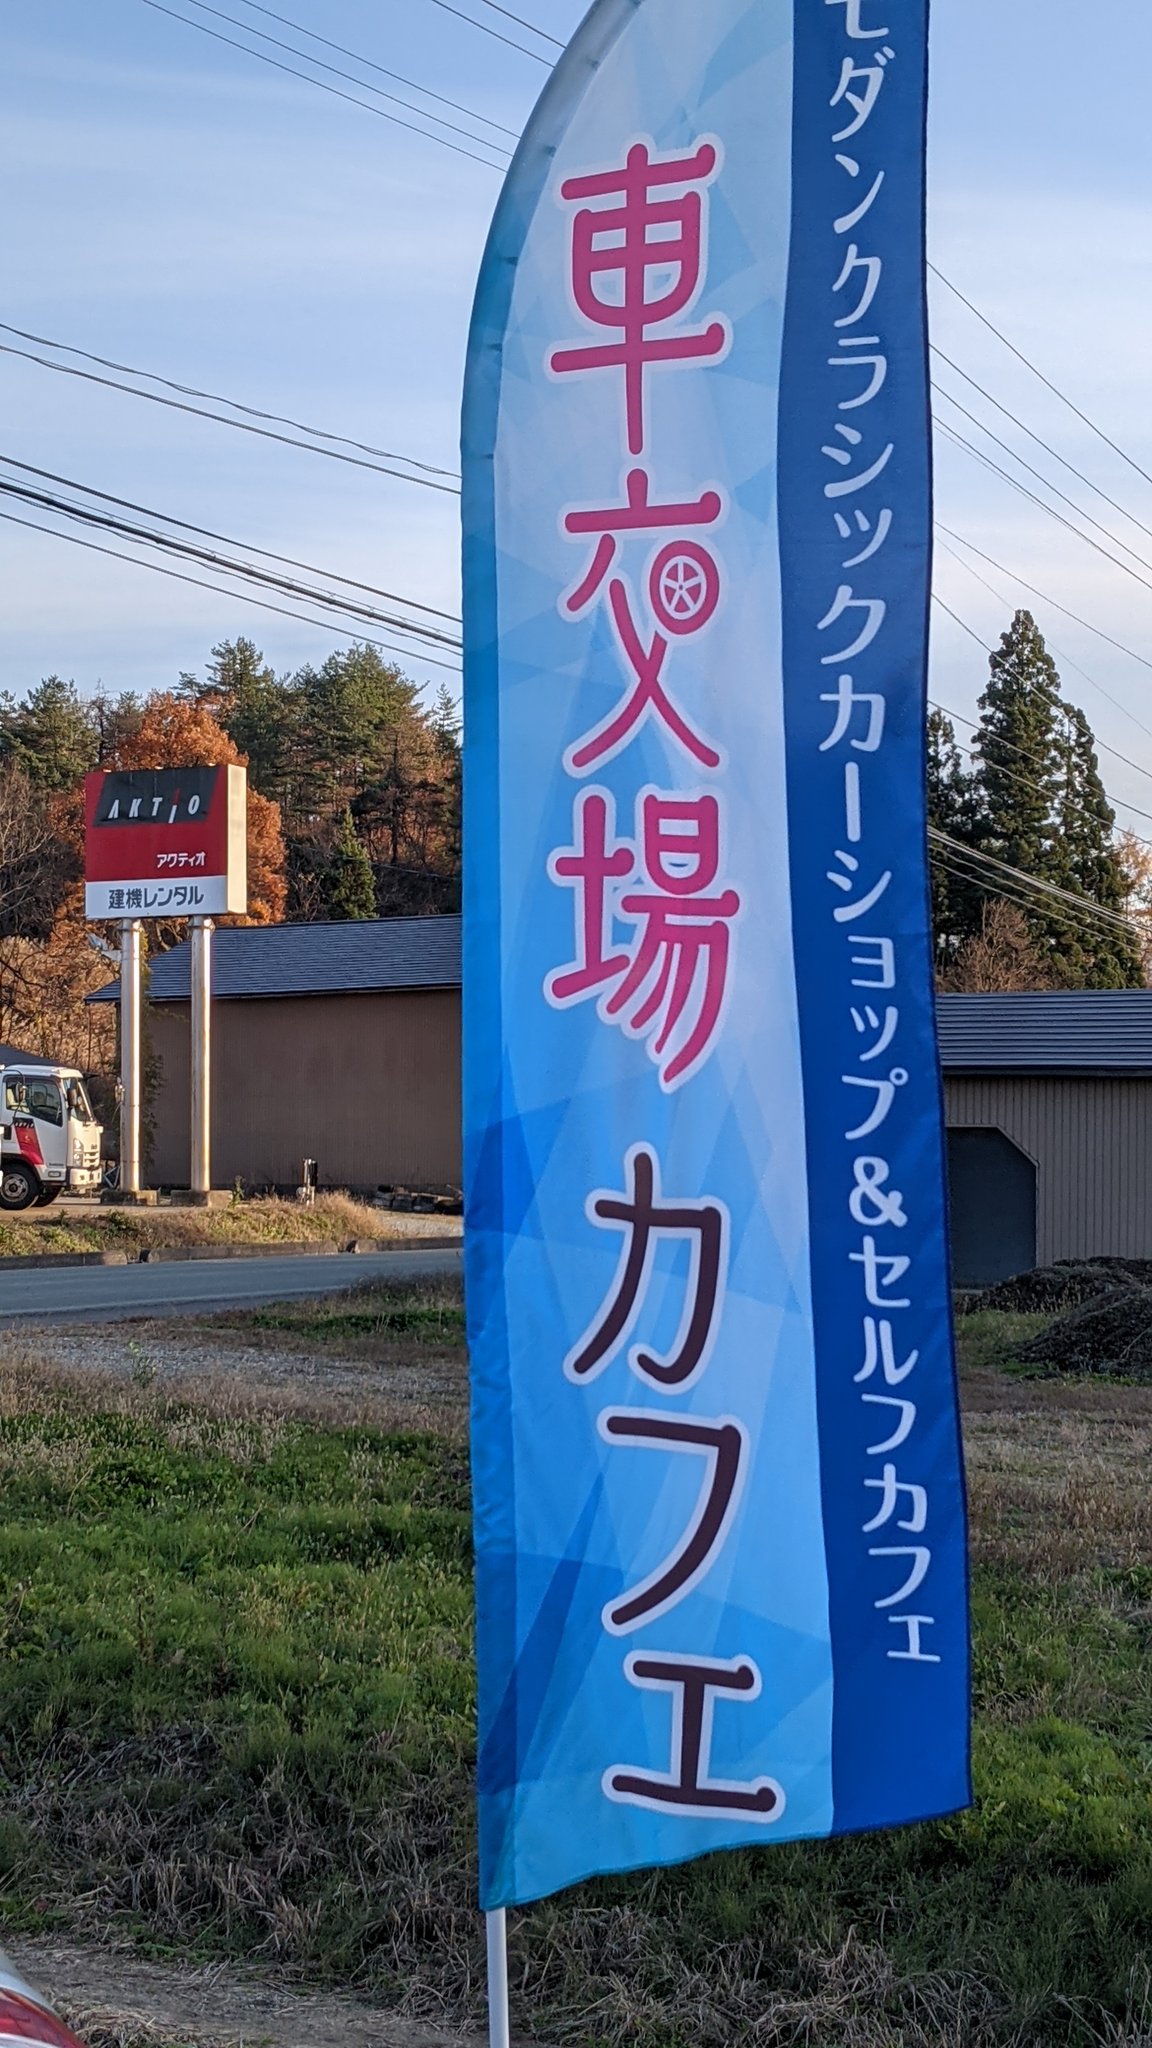 モダンクラシックカーショップ&セルフカフェ
車交場カフェ
AKTIO
アクティオ
建機レンタル